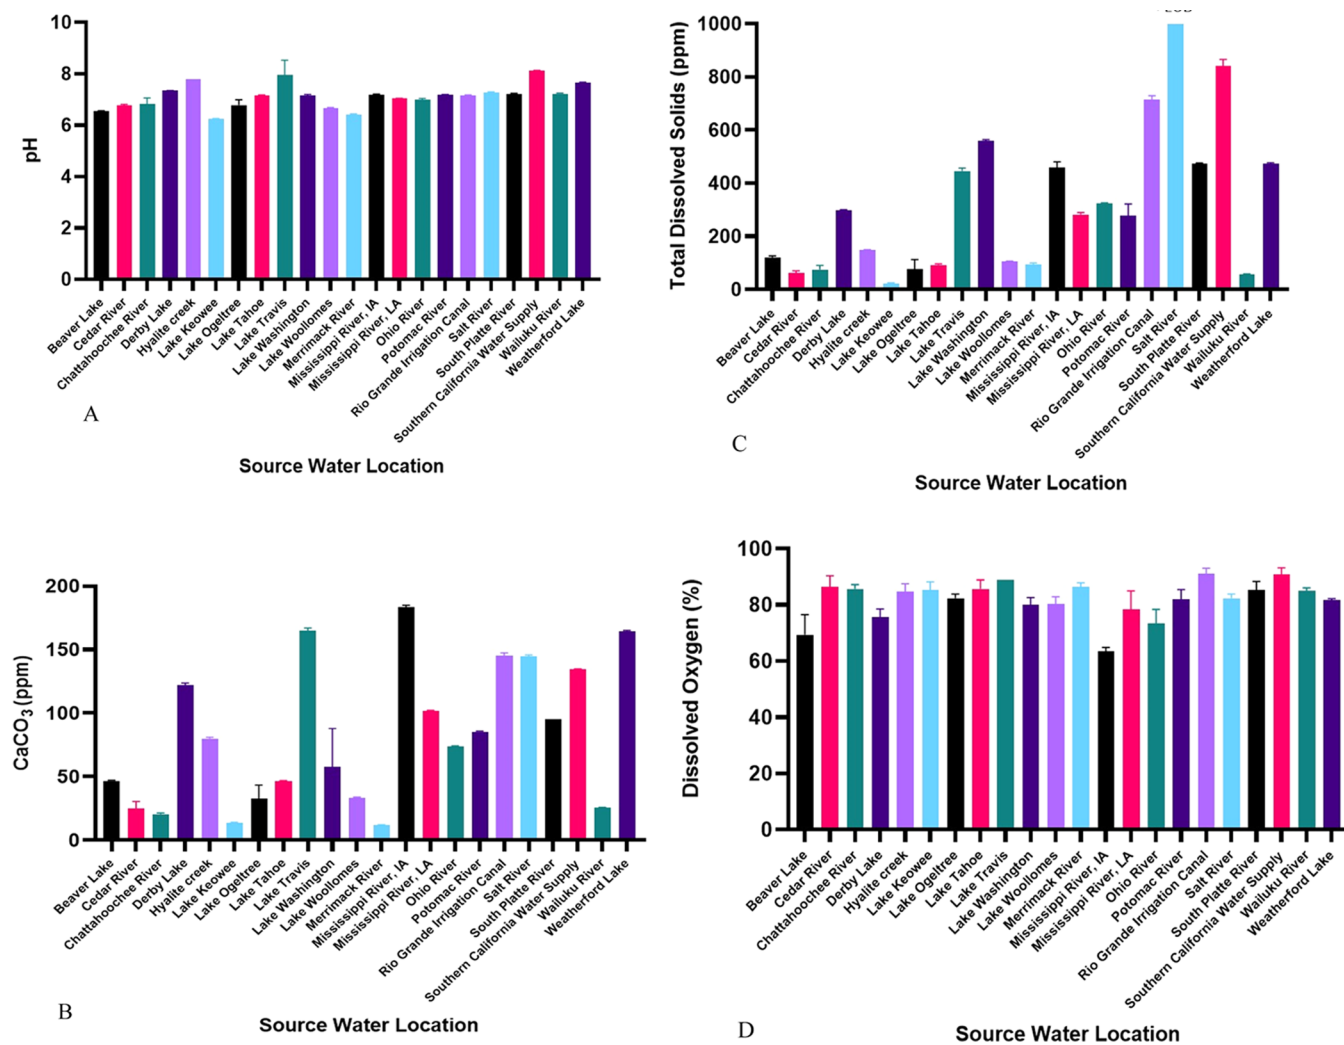 10
8
6
4
2
0
pH
Beaver Lake
Cedar River
Chattahoochee River
Derby Lake
Hyalite creek
Lake Keowee
Lake Ogeltree
Lake Tahoe
Lake Travis
Lake Washington
Lake Woollomes
Merrimack River
Mississippi River, IA
Mississippi River, LA
Ohio River
Potomac River
Rio Grande Irrigation Canal
Salt River
South Platte River
Southern California Water Supply
Wailuku River
Weatherford Lake
A
Source Water Location
1000
800
600
400
200
0
Total Dissolved Solids (ppm)
Beaver Lake
Cedar River
Chattahoochee River
Derby Lake
Hyalite creek
Lake Keowee
Lake Ogeltree
Lake Tahoe
Lake Travis
Lake Washington
Lake Woollomes
Merrimack River
Mississippi River, IA
Mississippi River, LA
Ohio River
Potomac River
Rio Grande Irrigation Canal
Salt River
South Platte River
Southern California Water Supply
Wailuku River
Weatherford Lake
C
Source Water Location
200
150
100
50
0
CaCO3 (ppm)
Beaver Lake
Cedar River
Chattahoochee River
Derby Lake
Hyalite creek
Lake Keowee
Lake Ogeltree
Lake Tahoe
Lake Travis
Lake Washington
Lake Woollomes
Merrimack River
Mississippi River, IA
Mississippi River, LA
Ohio River
Potomac River
Rio Grande Irrigation Canal
Salt River
South Platte River
Southern California Water Supply
Wailuku River
Weatherford Lake
B
Source Water Location
100
80
60
40
20
0
Dissolved Oxygen (%)
Beaver Lake
Cedar River
Chattahoochee River
Derby Lake
Hyalite creek
Lake Keowee
Lake Ogeltree
Lake Tahoe
Lake Travis
Lake Washington
Lake Woollomes
Merrimack River
Mississippi River, IA
Mississippi River, LA
Ohio River
Potomac River
Rio Grande Irrigation Canal
Salt River
South Platte River
Southern California Water Supply
Wailuku River
Weatherford Lake
D
Source Water Location